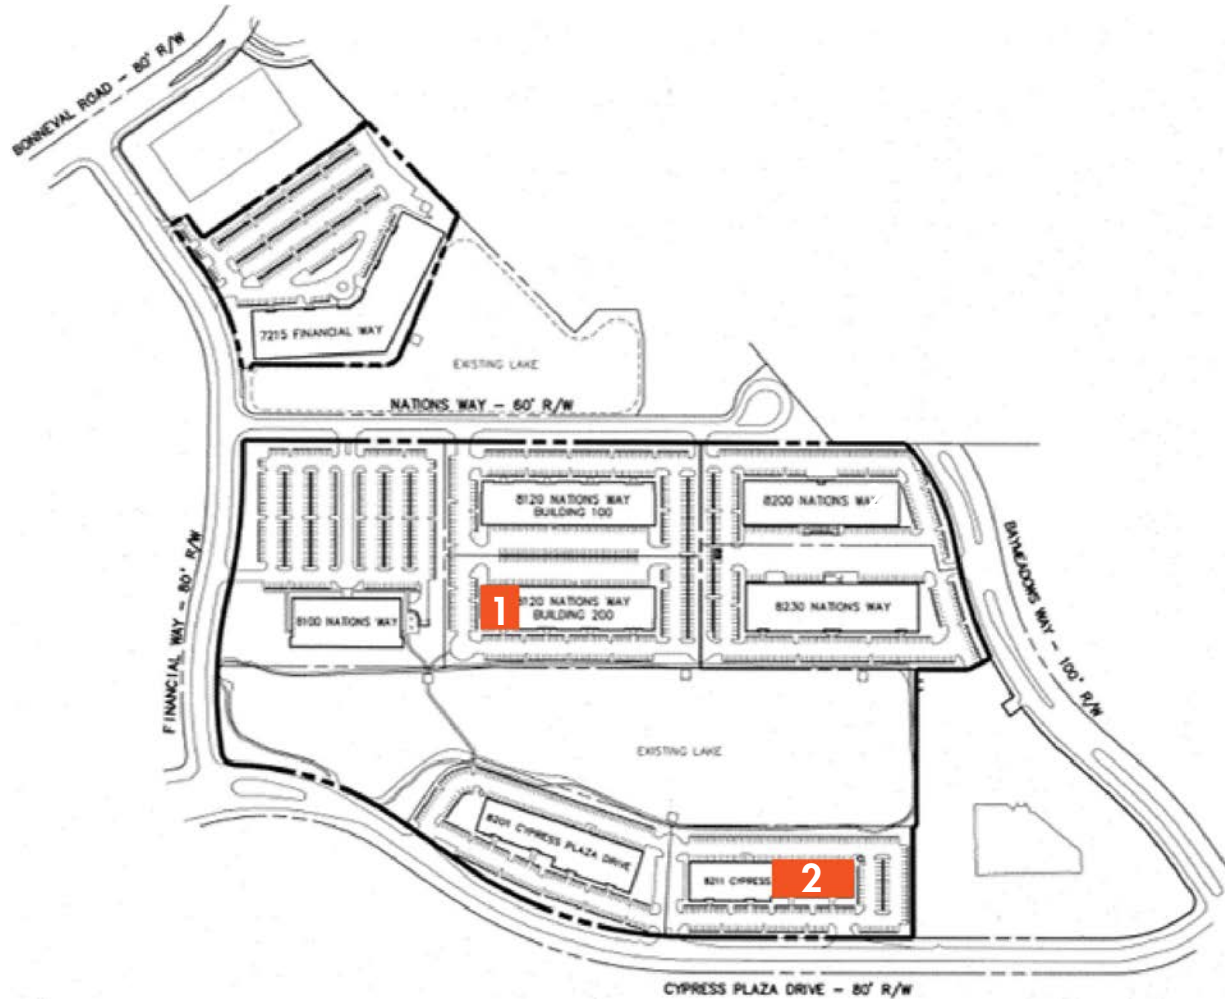 BONNEVAL ROAD - 80' R/W
7215 FINANCIAL WAY
EXISTING LAKE
NATIONS WAY - 60' R/W
8120 NATIONS WAY
BUILDING 100
8200 NATIONS WAY
BAYMEADOWS WAY - 100' R/W
FINANCIAL WAY - 80' R/W
8100 NATIONS WAY
1
8120 NATIONS WAY
BUILDING 200
8230 NATIONS WAY
EXISTING LAKE
8201 CYPRESS PLAZA DRIVE
8211 CYPRESS
2
CYPRESS PLAZA DRIVE - 80' R/W